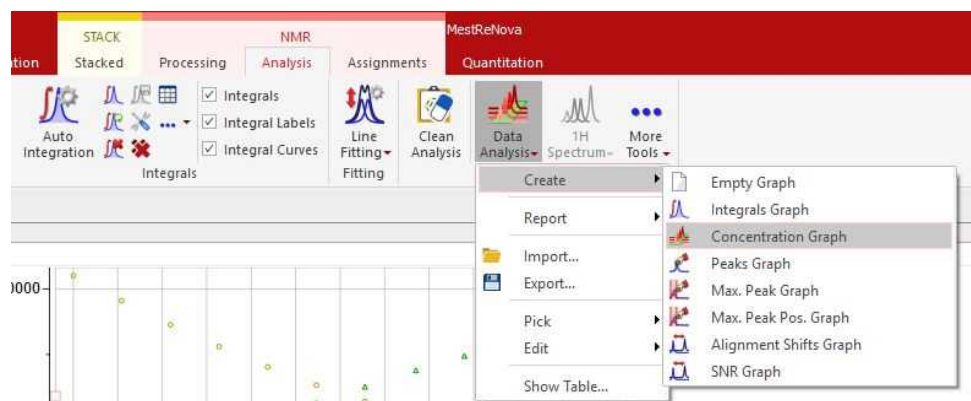 MestReNova
STACK NMR
Stacked Processing Analysis Assignments Quantitation
Auto Integration
Integrals
Integral Labels
Integral Curves
Integrals
Line Fitting
Fitting
Clean Analysis
Data Analysis
1H Spectrum
More Tools
Create
Report
Import...
Export...
Pick
Edit
Show Table...
Empty Graph
Integrals Graph
Concentration Graph
Peaks Graph
Max. Peak Graph
Max. Peak Pos. Graph
Alignment Shifts Graph
SNR Graph